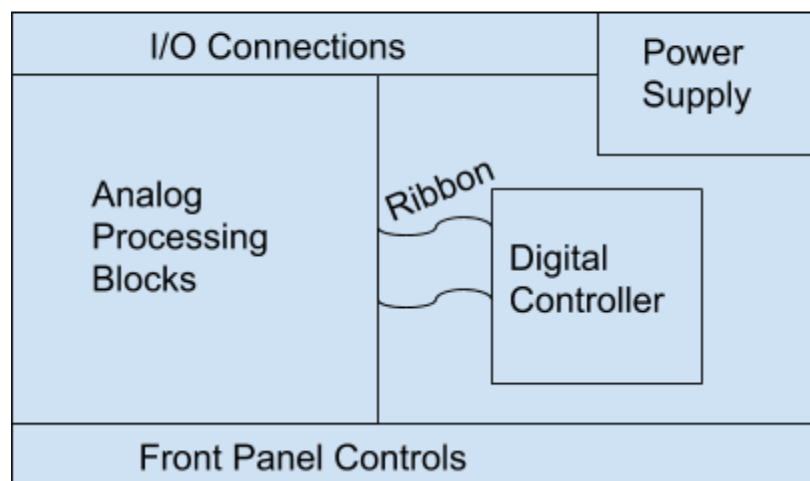 I/O Connections
Power
Supply
Analog
Processing
Blocks
Ribbon
Digital
Controller
Front Panel Controls